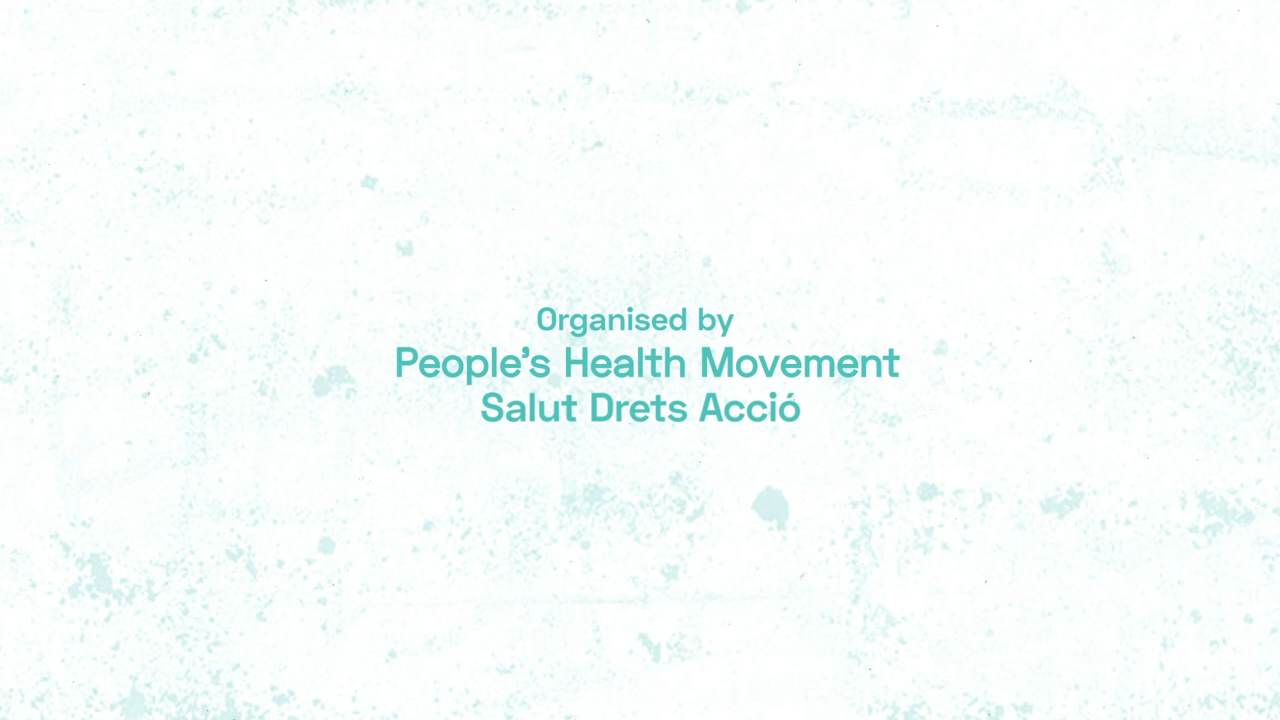 Organised by
People’s Health Movement
Salut Drets Acció